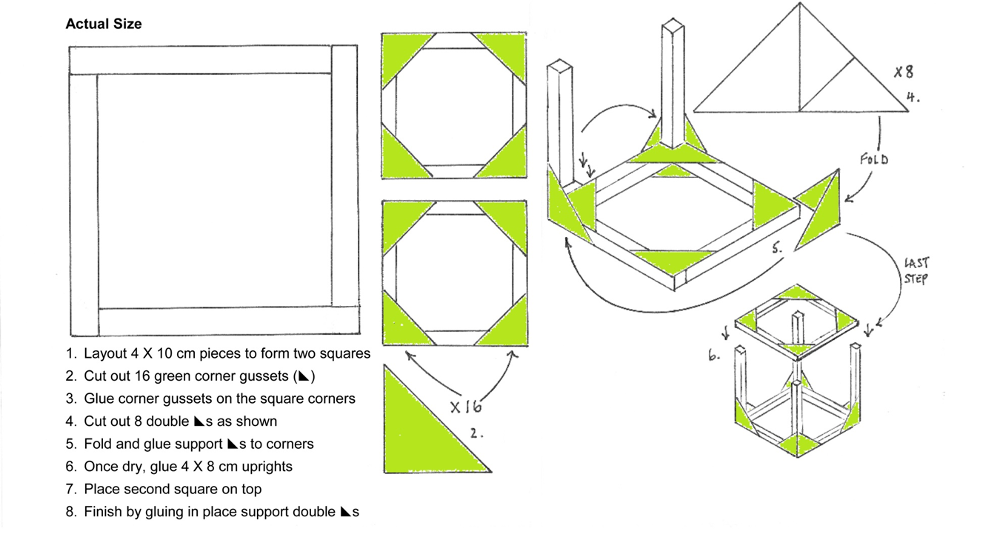 Actual Size
X8
4.
FOLD
5.
LAST
STEP
6.
1. Layout 4 X 10 cm pieces to form two squares
2. Cut out 16 green corner gussets (◣)
3. Glue corner gussets on the square corners
4. Cut out 8 double ◣s as shown
5. Fold and glue support ◣s to corners
6. Once dry, glue 4 X 8 cm uprights
7. Place second square on top
8. Finish by gluing in place support double ◣s
X16
2.